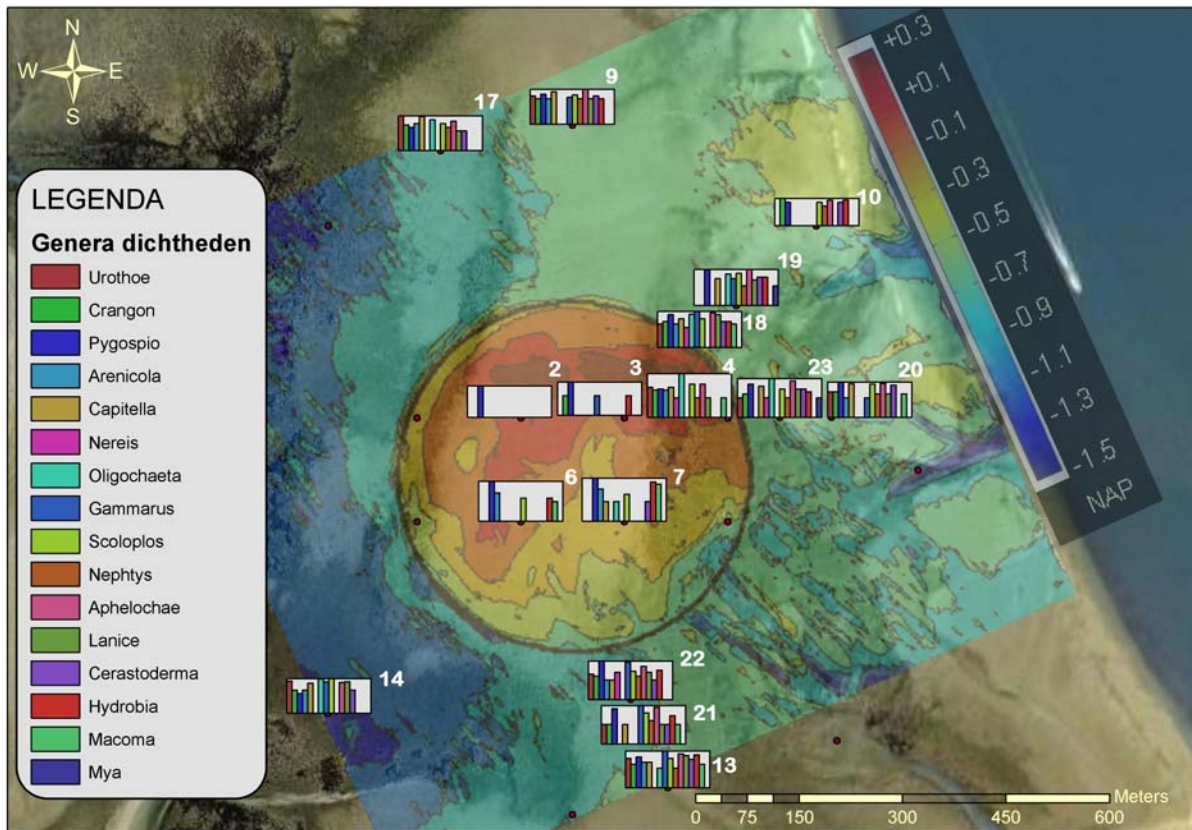 N
W E
S
LEGENDA
Genera dichtheden
Urothoe
Crangon
Pygospio
Arenicola
Capitella
Nereis
Oligochaeta
Gammarus
Scoloplos
Nephtys
Aphelochae
Lanice
Cerastoderma
Hydrobia
Macoma
Mya
17
9
10
19
18
2
3
4
23
20
6
7
14
22
21
13
+0.3
+0.1
-0.1
-0.3
-0.5
-0.7
-0.9
-1.1
-1.3
-1.5
NAP
Meters
0 75 150 300 450 600